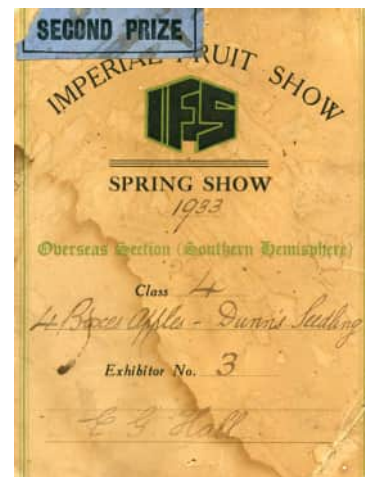 SECOND PRIZE
IMPERIAL FRUIT SHOW
IFS
SPRING SHOW
1933
Overseas Section (Southern Hemisphere)
Class 4
4 Boxes Apples - Dunn's Seedling
Exhibitor No. 3
E G Hall